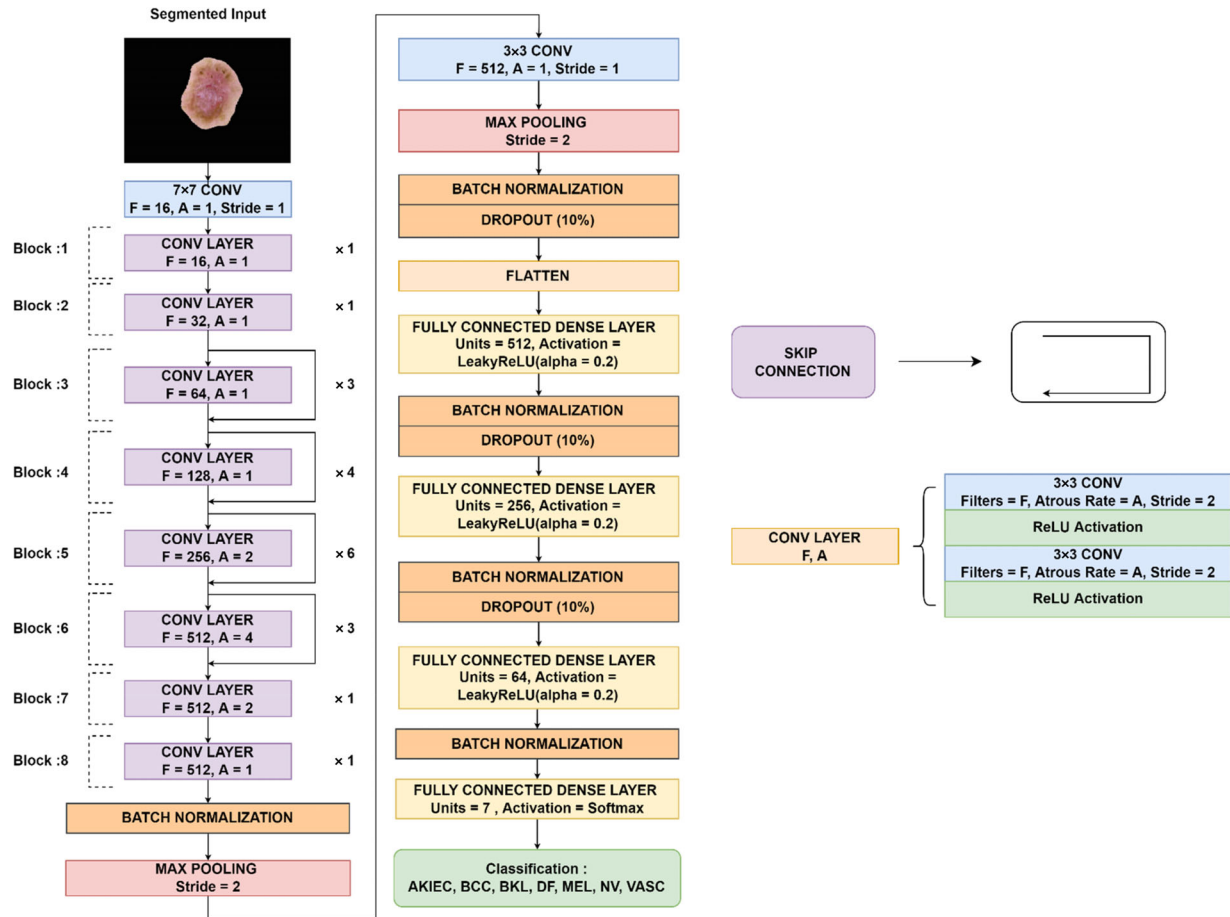 Segmented Input
7×7 CONV
F = 16, A = 1, Stride = 1
Block :1
CONV LAYER
F = 16, A = 1
× 1
Block :2
CONV LAYER
F = 32, A = 1
× 1
Block :3
CONV LAYER
F = 64, A = 1
× 3
Block :4
CONV LAYER
F = 128, A = 1
× 4
Block :5
CONV LAYER
F = 256, A = 2
× 6
Block :6
CONV LAYER
F = 512, A = 4
× 3
Block :7
CONV LAYER
F = 512, A = 2
× 1
Block :8
CONV LAYER
F = 512, A = 1
× 1
BATCH NORMALIZATION
MAX POOLING
Stride = 2
3×3 CONV
F = 512, A = 1, Stride = 1
MAX POOLING
Stride = 2
BATCH NORMALIZATION
DROPOUT (10%)
FLATTEN
FULLY CONNECTED DENSE LAYER
Units = 512, Activation =
LeakyReLU(alpha = 0.2)
BATCH NORMALIZATION
DROPOUT (10%)
FULLY CONNECTED DENSE LAYER
Units = 256, Activation =
LeakyReLU(alpha = 0.2)
BATCH NORMALIZATION
DROPOUT (10%)
FULLY CONNECTED DENSE LAYER
Units = 64, Activation =
LeakyReLU(alpha = 0.2)
BATCH NORMALIZATION
FULLY CONNECTED DENSE LAYER
Units = 7 , Activation = Softmax
Classification :
AKIEC, BCC, BKL, DF, MEL, NV, VASC
SKIP
CONNECTION
CONV LAYER
F, A
3×3 CONV
Filters = F, Atrous Rate = A, Stride = 2
ReLU Activation
3×3 CONV
Filters = F, Atrous Rate = A, Stride = 2
ReLU Activation